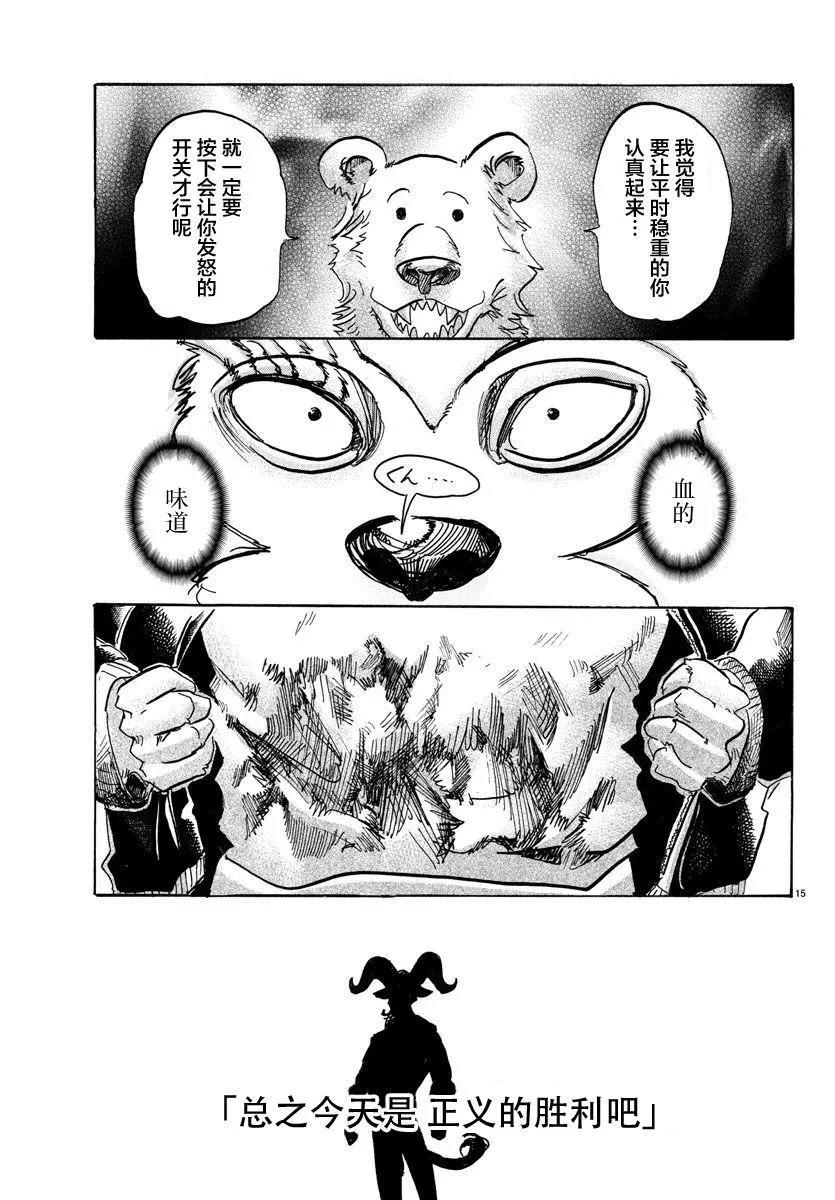 我觉得
要让平时稳重的你
认真起来…
就一定要
按下会让你发怒的
开关才行呢
血的
くん……
味道
15
「总之今天是 正义的胜利吧」